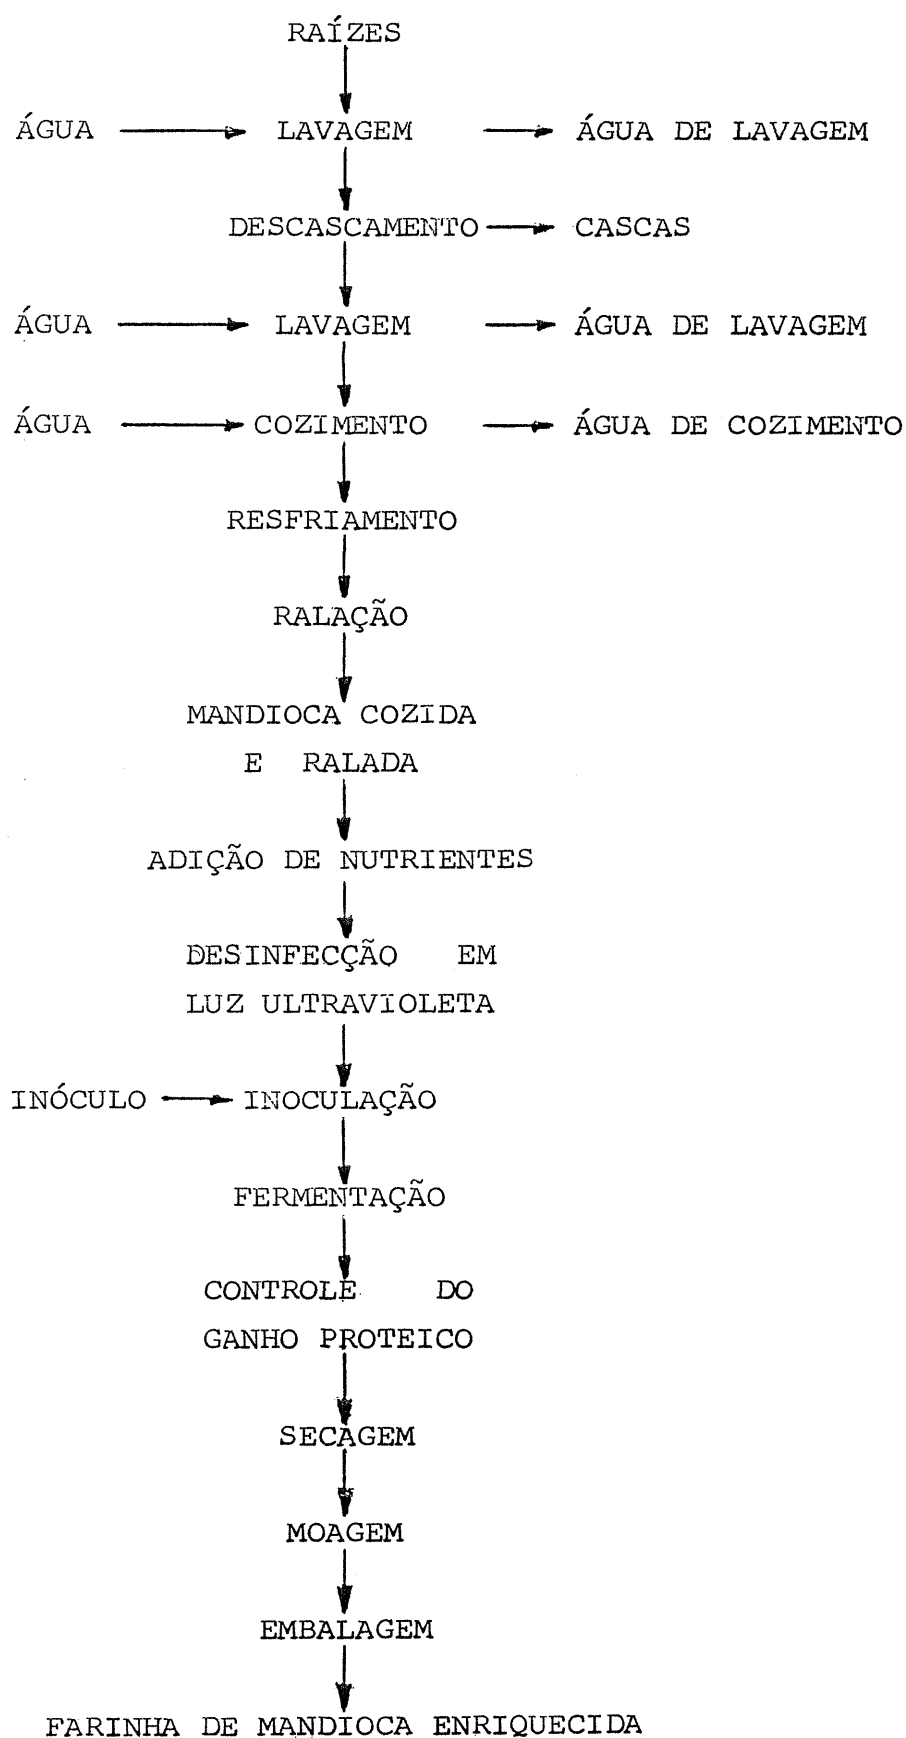 RAÍZES
ÁGUA LAVAGEM ÁGUA DE LAVAGEM
DESCASCAMENTO CASCAS
ÁGUA LAVAGEM ÁGUA DE LAVAGEM
ÁGUA COZIMENTO ÁGUA DE COZIMENTO
RESFRIAMENTO
RALAÇÃO
MANDIOCA COZIDA
E RALADA
ADIÇÃO DE NUTRIENTES
DESINFECÇÃO EM
LUZ ULTRAVIOLETA
INÓCULO INOCULAÇÃO
FERMENTAÇÃO
CONTROLE DO
GANHO PROTEICO
SECAGEM
MOAGEM
EMBALAGEM
FARINHA DE MANDIOCA ENRIQUECIDA